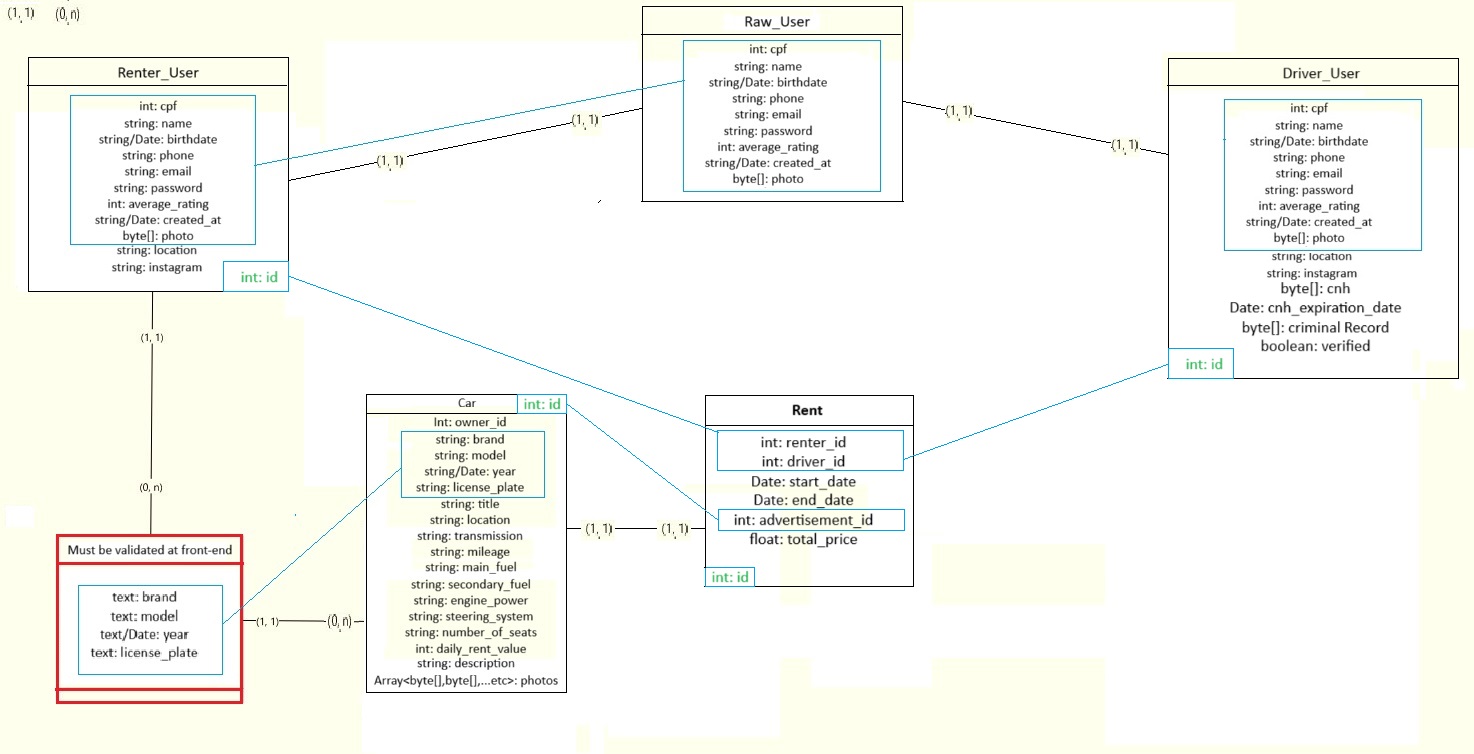 (1, 1) (0, n)
Raw_User
int: cpf
string: name
string/Date: birthdate
string: phone
string: email
string: password
int: average_rating
string/Date: created_at
byte[]: photo
Renter_User
int: cpf
string: name
string/Date: birthdate
string: phone
string: email
string: password
int: average_rating
string/Date: created_at
byte[]: photo
string: location
string: instagram
int: id
(1, 1)
(1, 1)
(1, 1)
(1, 1)
Driver_User
int: cpf
string: name
string/Date: birthdate
string: phone
string: email
string: password
int: average_rating
string/Date: created_at
byte[]: photo
string: location
string: instagram
byte[]: cnh
Date: cnh_expiration_date
byte[]: criminal Record
boolean: verified
int: id
(1, 1)
(0, n)
Must be validated at front-end
text: brand
text: model
text/Date: year
text: license_plate
(1, 1)
(0, n)
Car
int: id
Int: owner_id
string: brand
string: model
string/Date: year
string: license_plate
string: title
string: location
string: transmission
string: mileage
string: main_fuel
string: secondary_fuel
string: engine_power
string: steering_system
string: number_of_seats
int: daily_rent_value
string: description
Array<byte[],byte[],...etc>: photos
(1, 1)
(1, 1)
Rent
int: renter_id
int: driver_id
Date: start_date
Date: end_date
int: advertisement_id
float: total_price
int: id